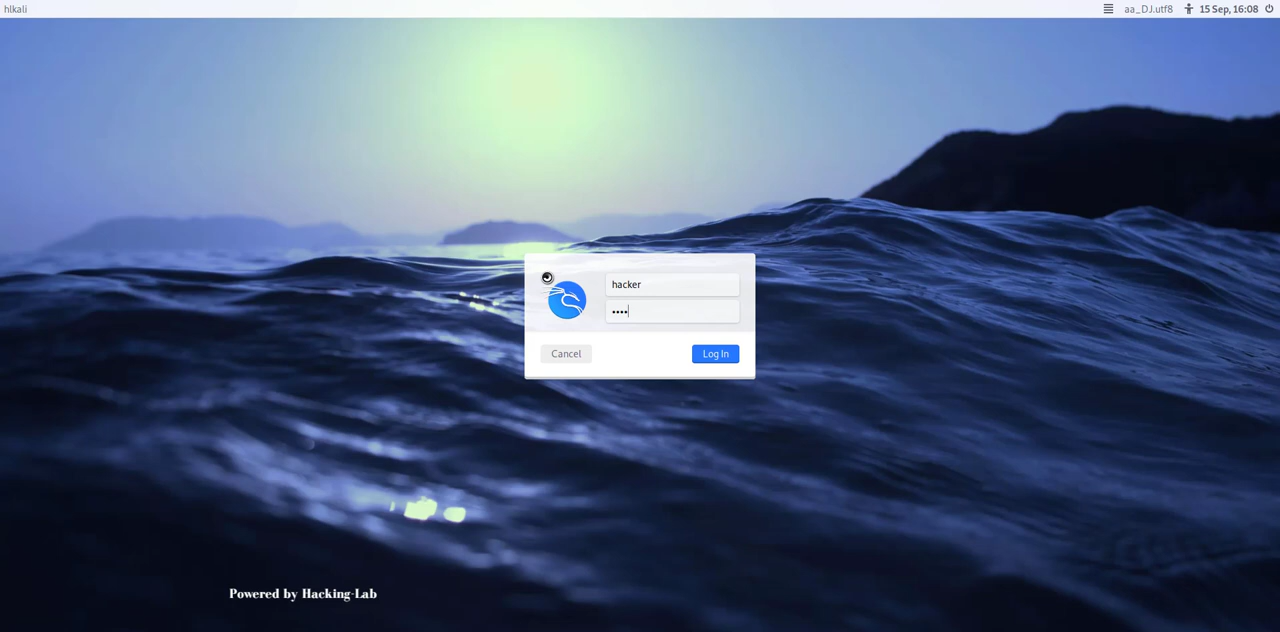 hlkali
aa_DJ.utf8
15 Sep, 16:08
hacker
••••
Cancel
Log In
Powered by Hacking-Lab